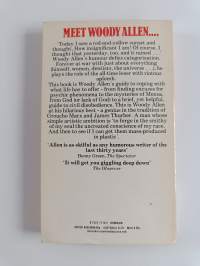 MEET WOODY ALLEN....
Today I saw a red-and-yellow sunset and
thought, How insignificant I am! Of course, I
thought that yesterday, too, and it rained ...
Woody Allen's humour defies categorisation.
Forever at war with just about everything
himself, women, dentists, the universe ... he
plays the role of the all-time loser with riotous
aplomb.
This book is Woody Allen's guide to coping with
what life has to offer - from finding excuses for
psychic phenomena to the mysteries of Mensa,
from God (or lack of God) to a brief, yet helpful,
guide to civil disobedience. This is Woody Allen
at his hilarious best - a genius in the tradition of
Groucho Marx and James Thurber. A man whose
simple artistic ambition is 'to forge in the smithy
of my soul the uncreated conscience of my race.
And then to see if I can get them mass-produced
in plastic'.
'Allen is as skilful as any humorous writer of the
last thirty years'
The Spectator
'It will get you giggling deep down'
The Observer